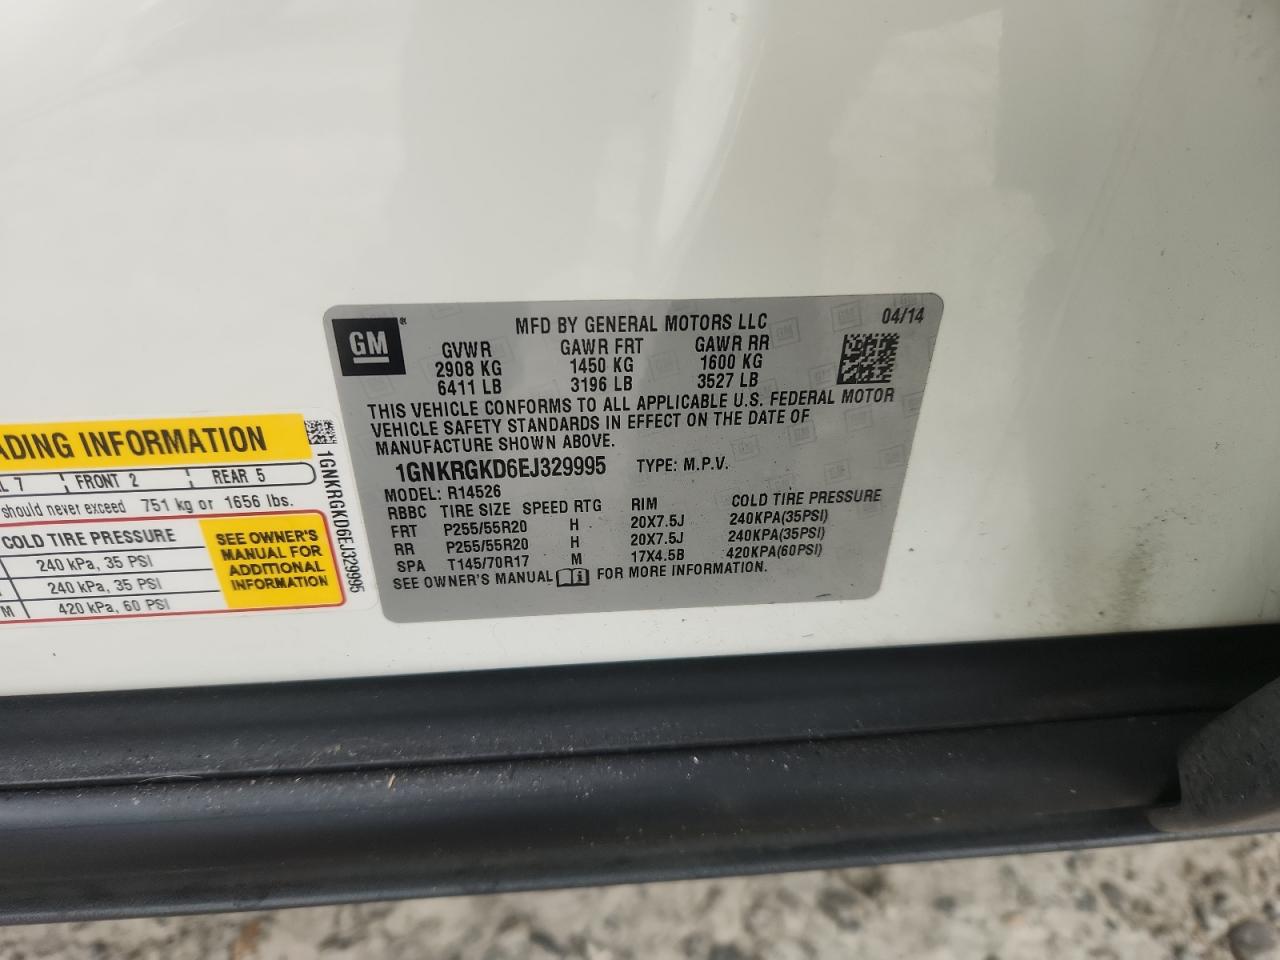 GM®
MFD BY GENERAL MOTORS LLC
04/14
GVWR GAWR FRT GAWR RR
2908 KG 1450 KG 1600 KG
6411 LB 3196 LB 3527 LB
THIS VEHICLE CONFORMS TO ALL APPLICABLE U.S. FEDERAL MOTOR
VEHICLE SAFETY STANDARDS IN EFFECT ON THE DATE OF
MANUFACTURE SHOWN ABOVE.
1GNKRGKD6EJ329995 TYPE: M.P.V.
MODEL: R14526
RBBC TIRE SIZE SPEED RTG RIM COLD TIRE PRESSURE
FRT P255/55R20 H 20X7.5J 240KPA(35PSI)
RR P255/55R20 H 20X7.5J 240KPA(35PSI)
SPA T145/70R17 M 17X4.5B 420KPA(60PSI)
SEE OWNER'S MANUAL FOR MORE INFORMATION.
ADING INFORMATION
L 7 FRONT 2 REAR 5
should never exceed 751 kg or 1656 lbs.
COLD TIRE PRESSURE
240 kPa, 35 PSI
240 kPa, 35 PSI
M 420 kPa, 60 PSI
SEE OWNER'S
MANUAL FOR
ADDITIONAL
INFORMATION
1GNKRGKD6EJ329995